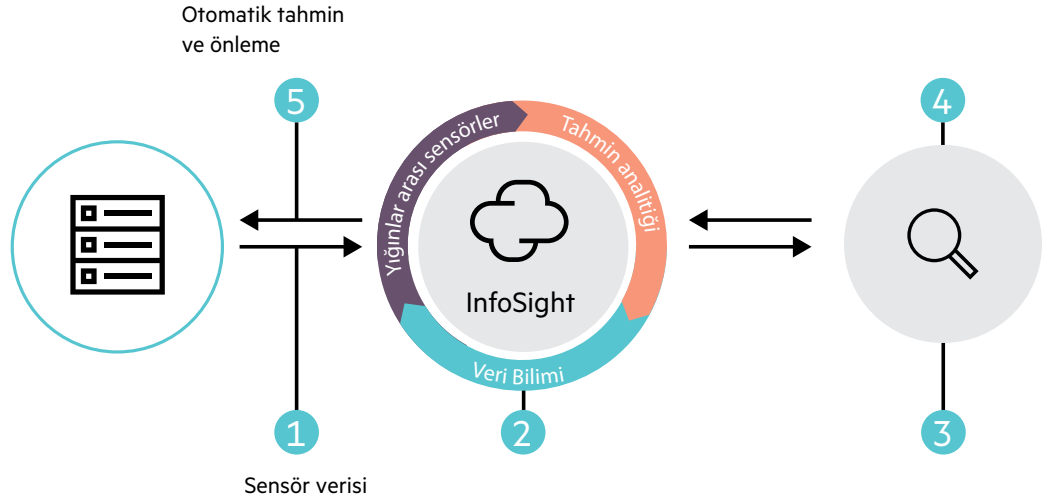 Otomatik tahmin
ve önleme
5
4
Yığınlar arası sensörler
Tahmin analitiği
InfoSight
Veri Bilimi
1
2
3
Sensör verisi